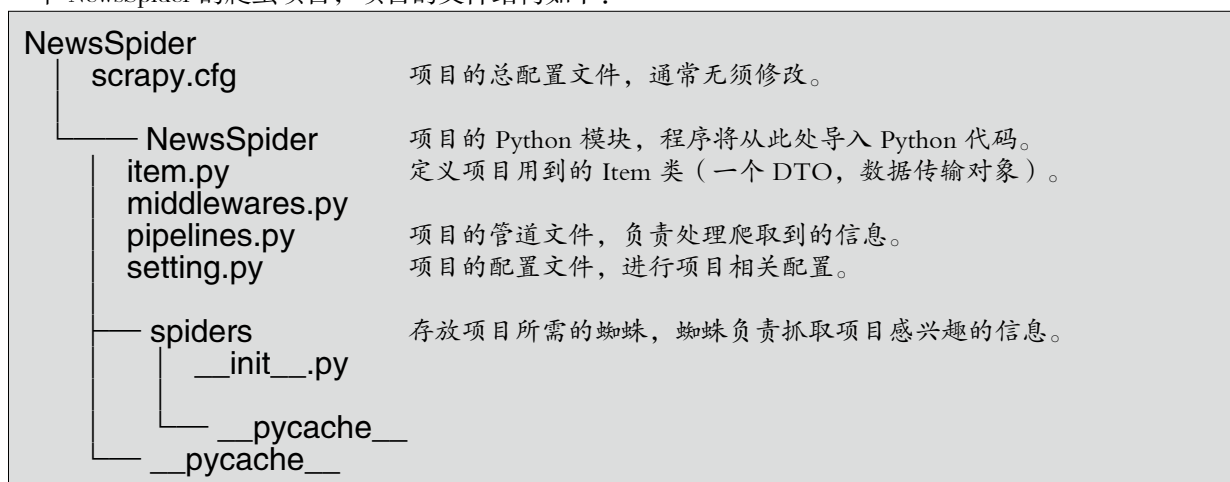 NewsSpider
scrapy.cfg 项目的总配置文件，通常无须修改。
NewsSpider 项目的 Python 模块，程序将从此处导入 Python 代码。
item.py 定义项目用到的 Item 类（一个 DTO，数据传输对象）。
middlewares.py
pipelines.py 项目的管道文件，负责处理爬取到的信息。
setting.py 项目的配置文件，进行项目相关配置。
spiders 存放项目所需的蜘蛛，蜘蛛负责抓取项目感兴趣的信息。
__init__.py
__pycache__
__pycache__